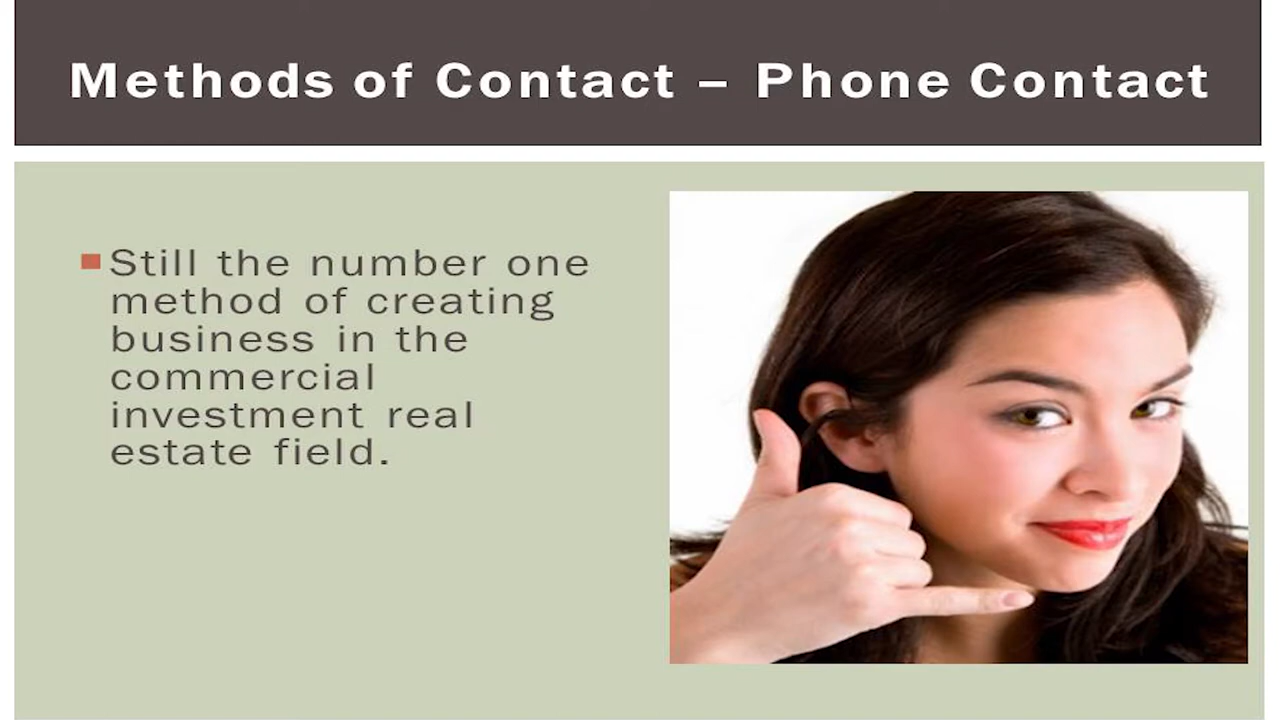 Methods of Contact – Phone Contact
Still the number one
method of creating
business in the
commercial
investment real
estate field.